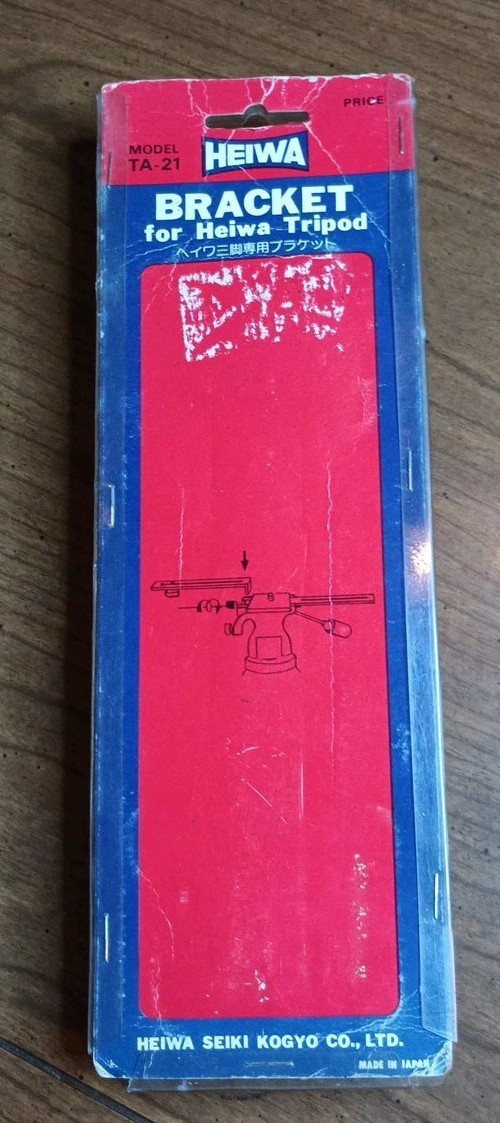 PRICE
MODEL
TA-21
HEIWA
BRACKET
for Heiwa Tripod
ヘイワ三脚専用ブラケット
HEIWA SEIKI KOGYO CO., LTD.
MADE IN JAPAN